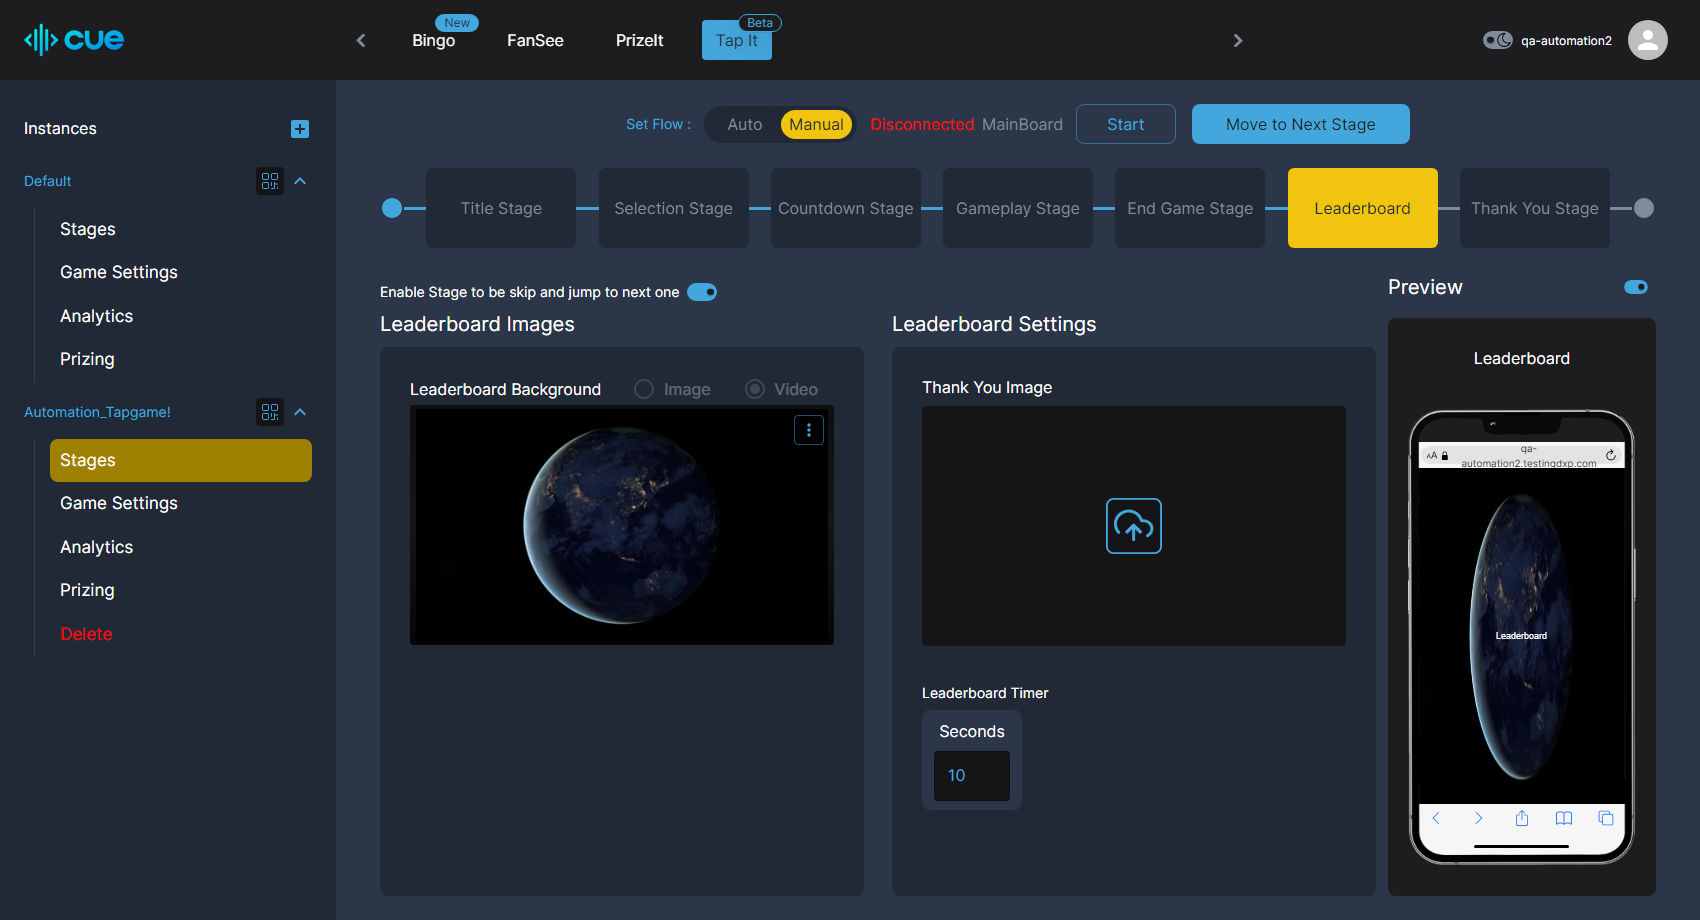 cue
New
Bingo
FanSee
PrizeIt
Beta
Tap It
qa-automation2
Instances
Default
Stages
Game Settings
Analytics
Prizing
Automation_Tapgame!
Stages
Game Settings
Analytics
Prizing
Delete
Set Flow :
Auto
Manual
Disconnected MainBoard
Start
Move to Next Stage
Title Stage
Selection Stage
Countdown Stage
Gameplay Stage
End Game Stage
Leaderboard
Thank You Stage
Enable Stage to be skip and jump to next one
Leaderboard Images
Leaderboard Background
Image
Video
Leaderboard Settings
Thank You Image
Leaderboard Timer
Seconds
10
Preview
Leaderboard
AA
qa-
automation2.testingdxp.com
Leaderboard